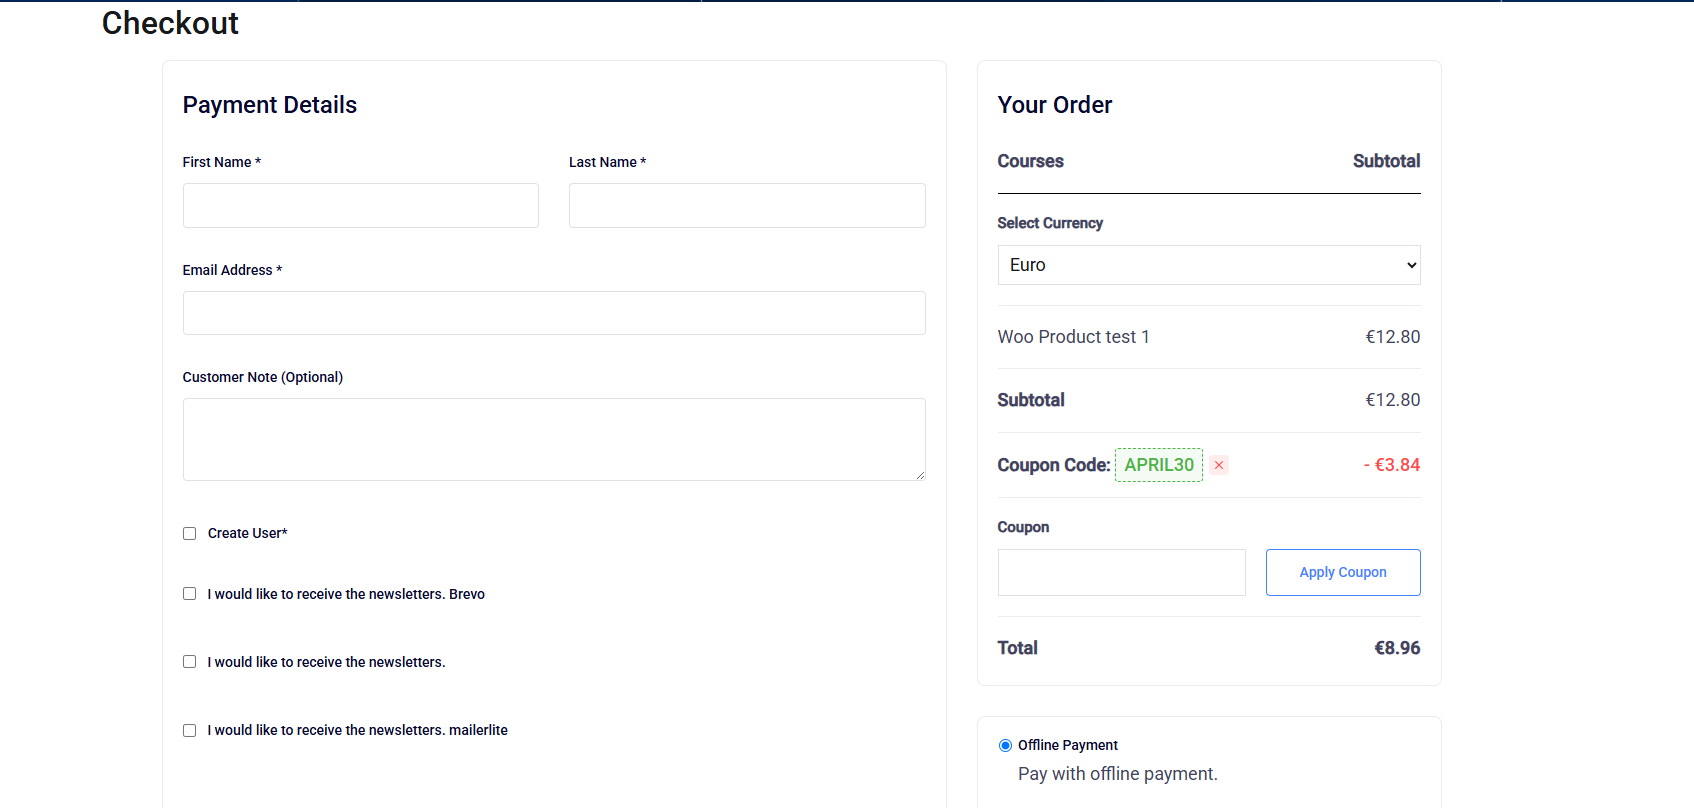 Checkout
Payment Details
First Name *
Last Name *
Email Address *
Customer Note (Optional)
Create User*
I would like to receive the newsletters. Brevo
I would like to receive the newsletters.
I would like to receive the newsletters. mailerlite
Your Order
Courses Subtotal
Select Currency
Euro
Woo Product test 1 €12.80
Subtotal €12.80
Coupon Code: APRIL30 × - €3.84
Coupon
Apply Coupon
Total €8.96
Offline Payment
Pay with offline payment.